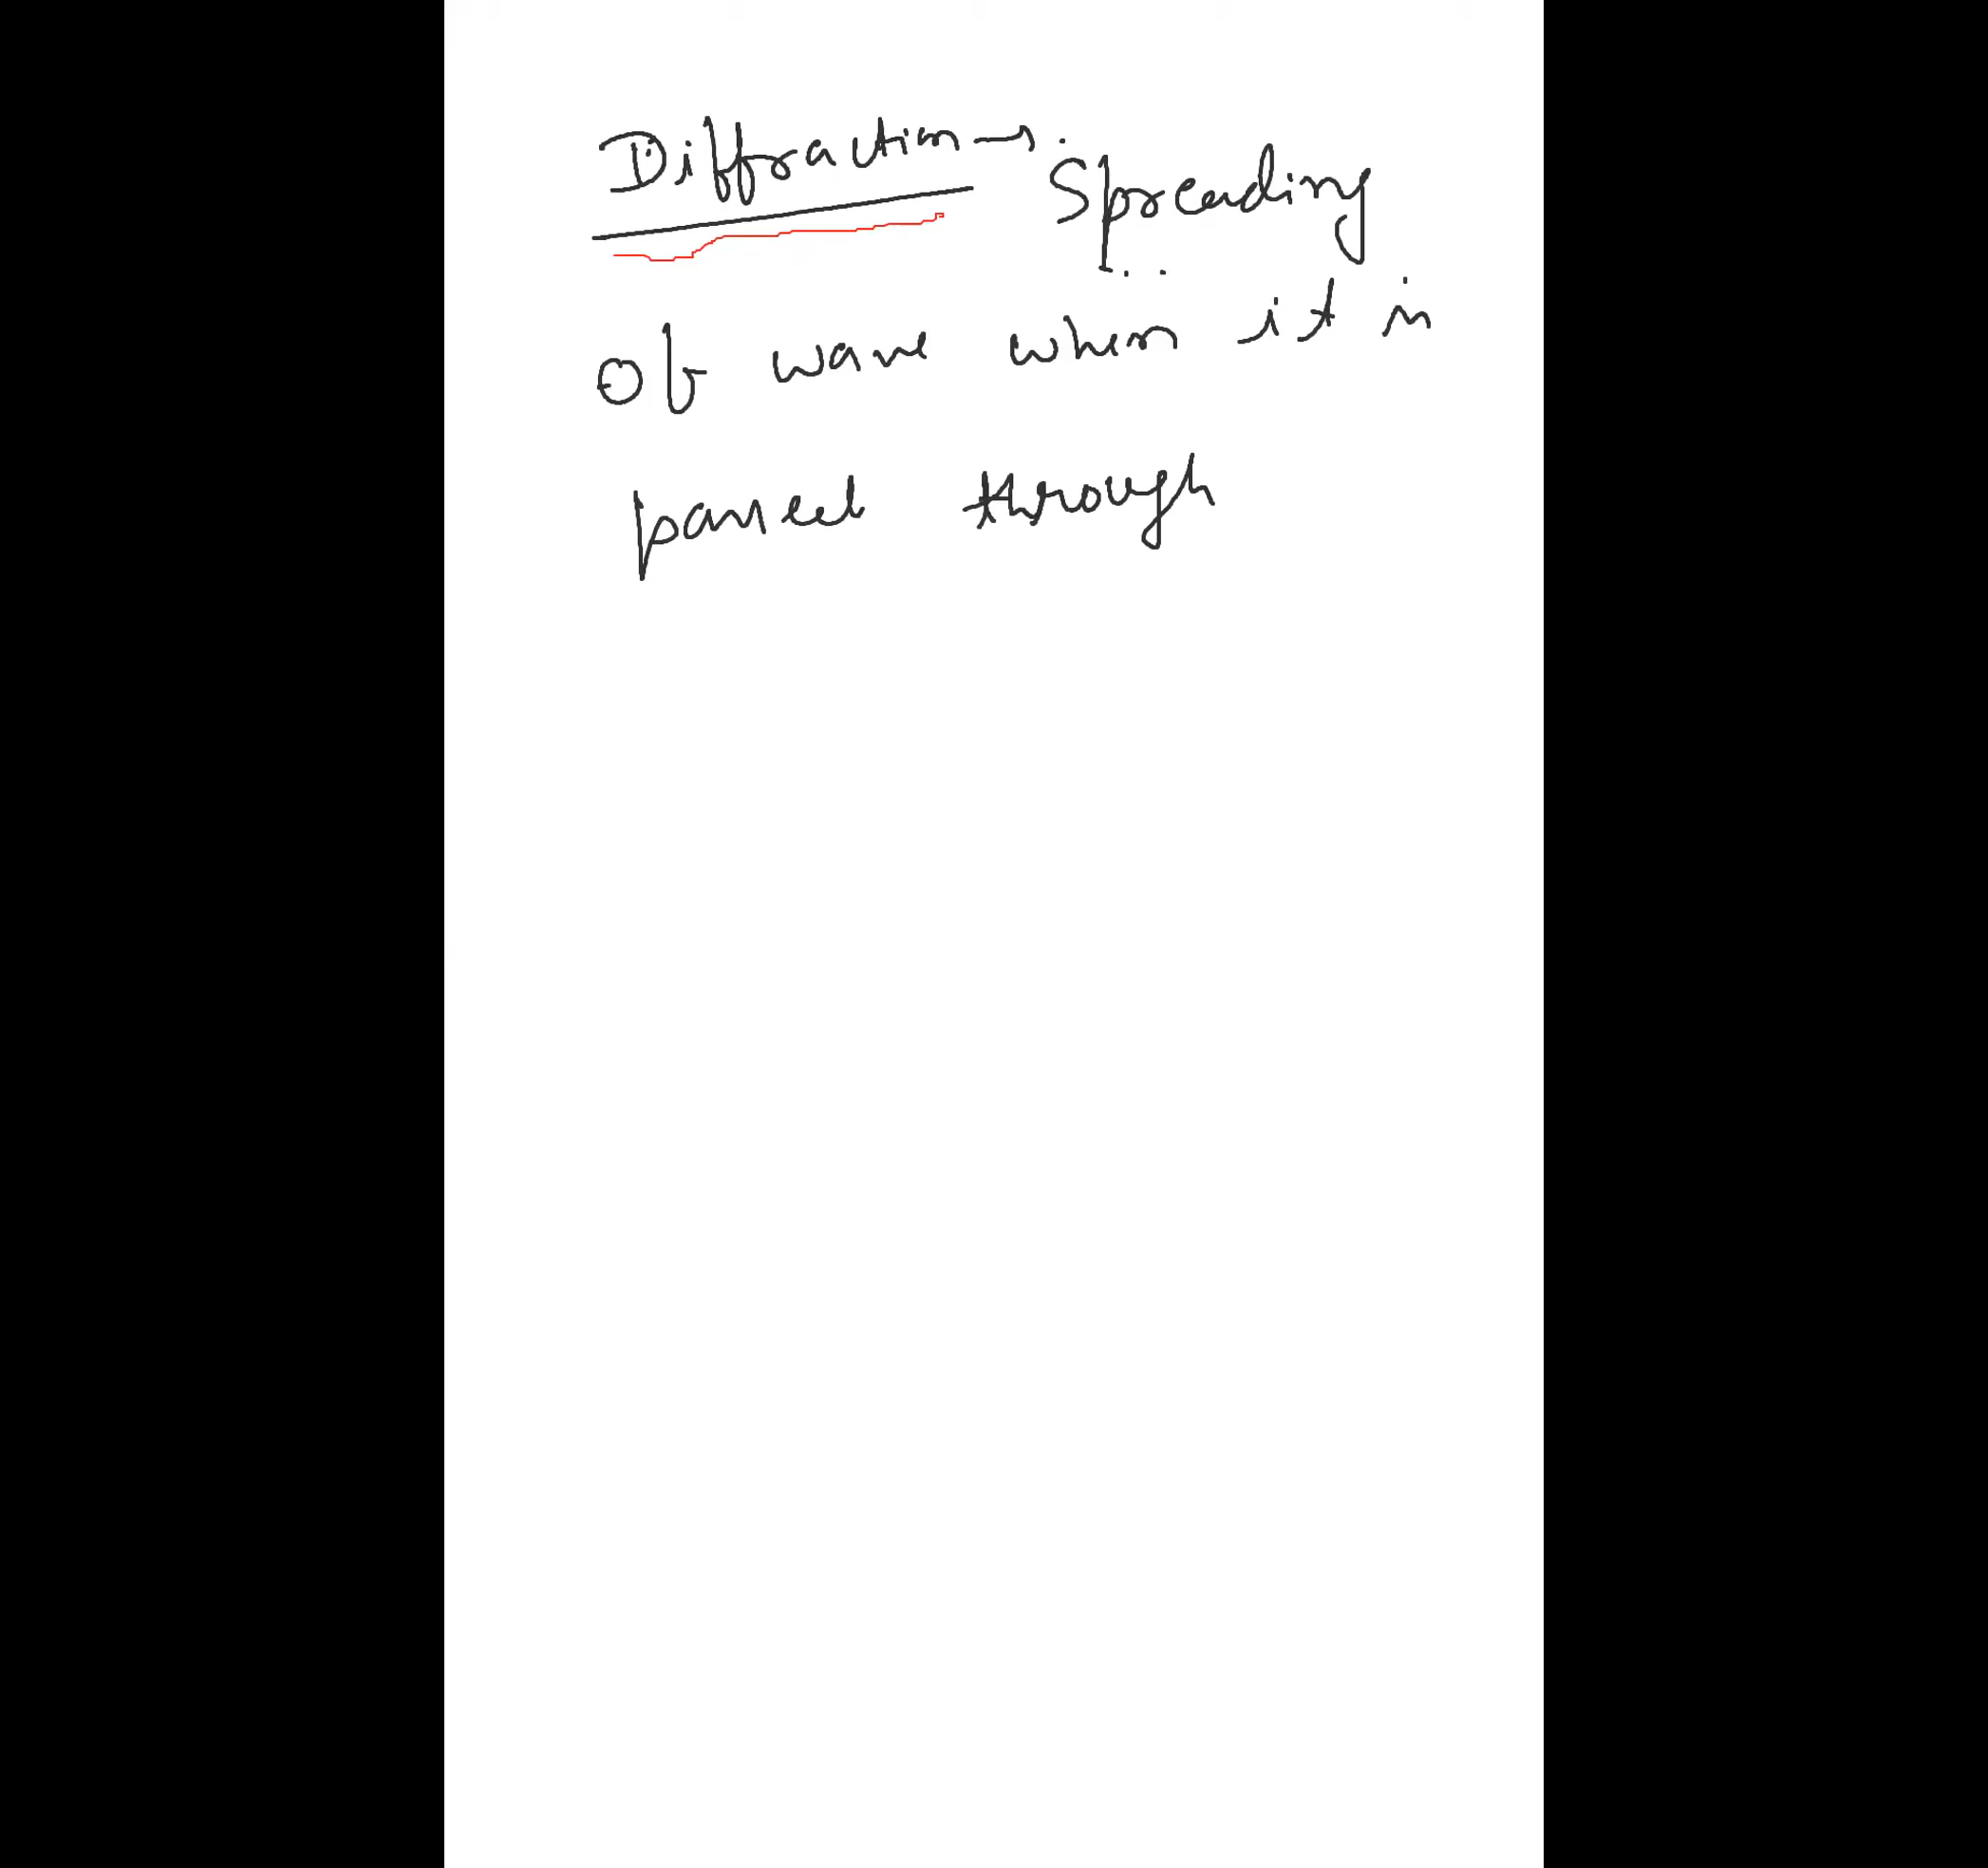 Diffraction → Spreading
of wave when it is
passed through